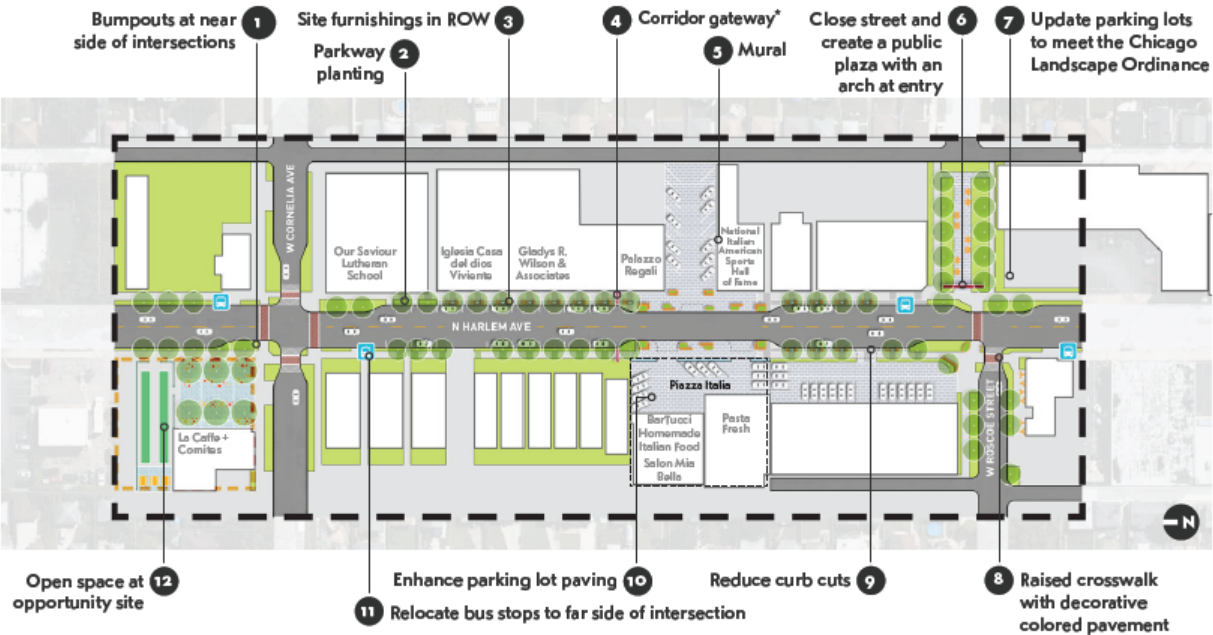 Bumpouts at near
side of intersections
1
Site furnishings in ROW
3
Parkway
planting
2
4
Corridor gateway*
5
Mural
Close street and
create a public
plaza with an
arch at entry
6
7
Update parking lots
to meet the Chicago
Landscape Ordinance
W CORNELIA AVE
Our Saviour
Lutheran
School
Iglesia Casa
del dios
Viviente
Gladys R.
Wilson &
Associates
Palazzo
Regali
National
Italian
American
Sports
Hall
of Fame
N HARLEM AVE
La Caffe +
Comites
Piazza Italia
BarTucci
Homemade
Italian Food
Salon Mia
Bella
Pasta
Fresh
W ROSCOE STREET
N
Open space at
opportunity site
12
11
Relocate bus stops to far side of intersection
Enhance parking lot paving
10
Reduce curb cuts
9
8
Raised crosswalk
with decorative
colored pavement